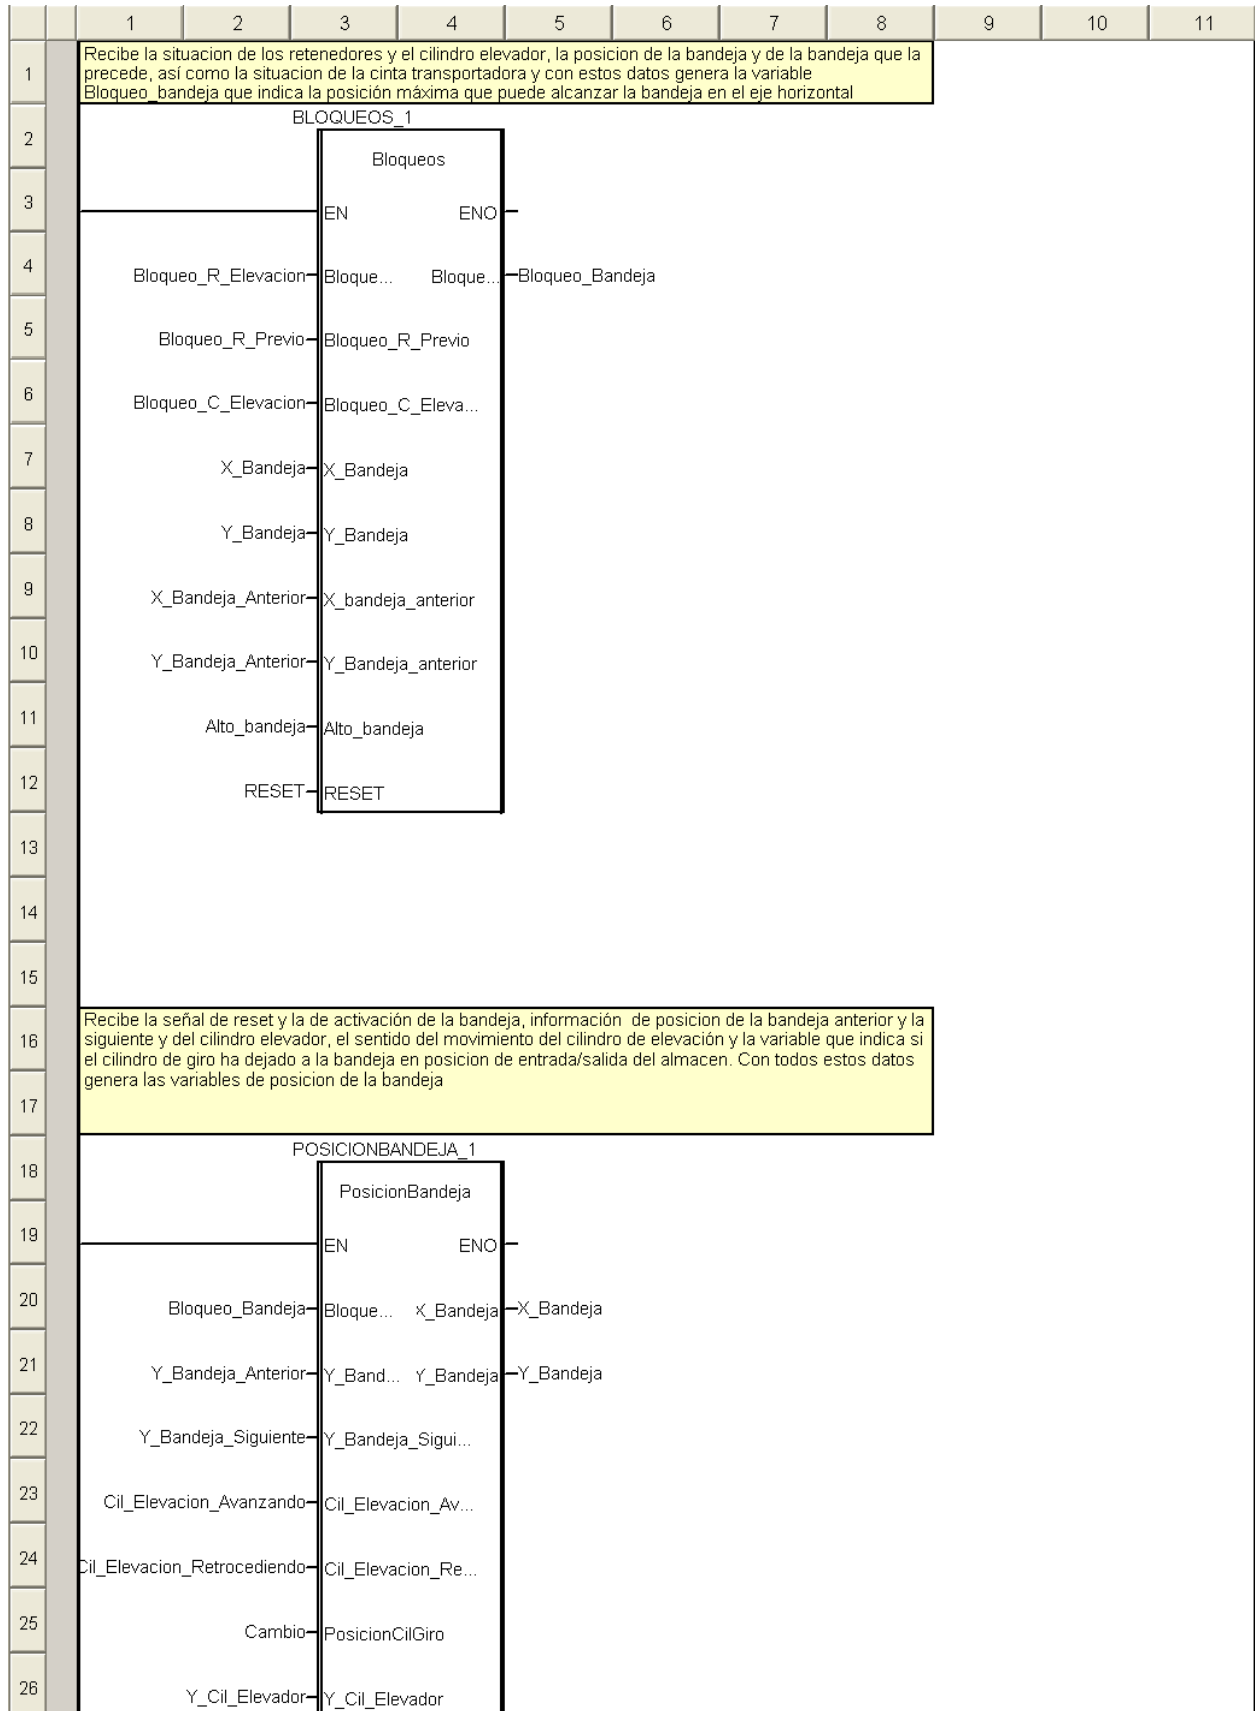 1 2 3 4 5 6 7 8 9 10 11
1
Recibe la situacion de los retenedores y el cilindro elevador, la posicion de la bandeja y de la bandeja que la
precede, así como la situacion de la cinta transportadora y con estos datos genera la variable
Bloqueo_bandeja que indica la posición máxima que puede alcanzar la bandeja en el eje horizontal
BLOQUEOS_1
2
Bloqueos
3
EN ENO
4
Bloqueo_R_Elevacion Bloque... Bloque... Bloqueo_Bandeja
5
Bloqueo_R_Previo Bloqueo_R_Previo
6
Bloqueo_C_Elevacion Bloqueo_C_Eleva...
7
X_Bandeja X_Bandeja
8
Y_Bandeja Y_Bandeja
9
X_Bandeja_Anterior X_bandeja_anterior
10
Y_Bandeja_Anterior Y_Bandeja_anterior
11
Alto_bandeja Alto_bandeja
12
RESET RESET
13
14
15
16
Recibe la señal de reset y la de activación de la bandeja, información de posicion de la bandeja anterior y la
siguiente y del cilindro elevador, el sentido del movimiento del cilindro de elevación y la variable que indica si
el cilindro de giro ha dejado a la bandeja en posicion de entrada/salida del almacen. Con todos estos datos
genera las variables de posicion de la bandeja
17
POSICIONBANDEJA_1
18
PosicionBandeja
19
EN ENO
20
Bloqueo_Bandeja Bloque... X_Bandeja X_Bandeja
21
Y_Bandeja_Anterior Y_Band... Y_Bandeja Y_Bandeja
22
Y_Bandeja_Siguiente Y_Bandeja_Sigui...
23
Cil_Elevacion_Avanzando Cil_Elevacion_Av...
24
Cil_Elevacion_Retrocediendo Cil_Elevacion_Re...
25
Cambio PosicionCilGiro
26
Y_Cil_Elevador Y_Cil_Elevador